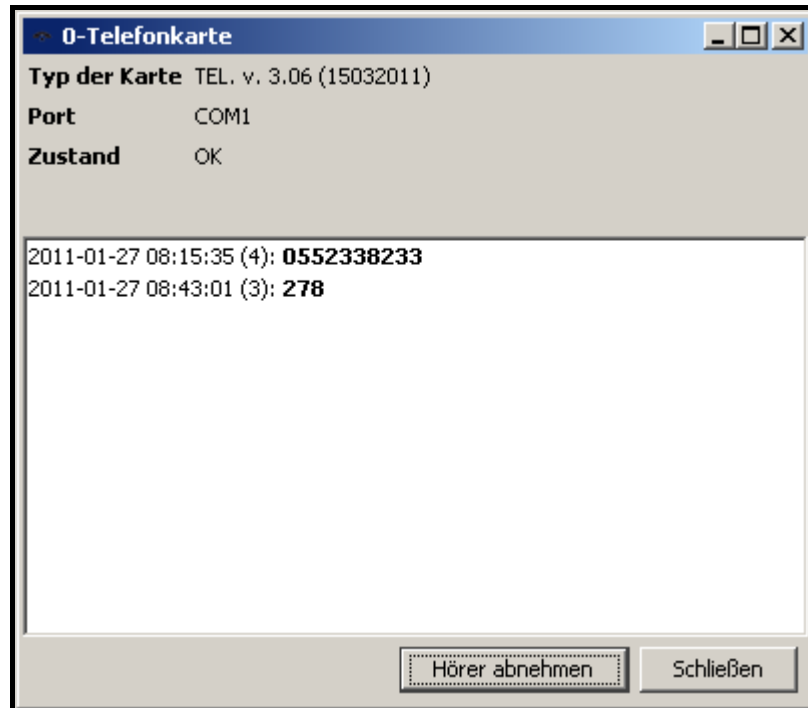 0-Telefonkarte
Typ der Karte TEL. v. 3.06 (15032011)
Port COM1
Zustand OK
2011-01-27 08:15:35 (4): 0552338233
2011-01-27 08:43:01 (3): 278
Hörer abnehmen Schließen